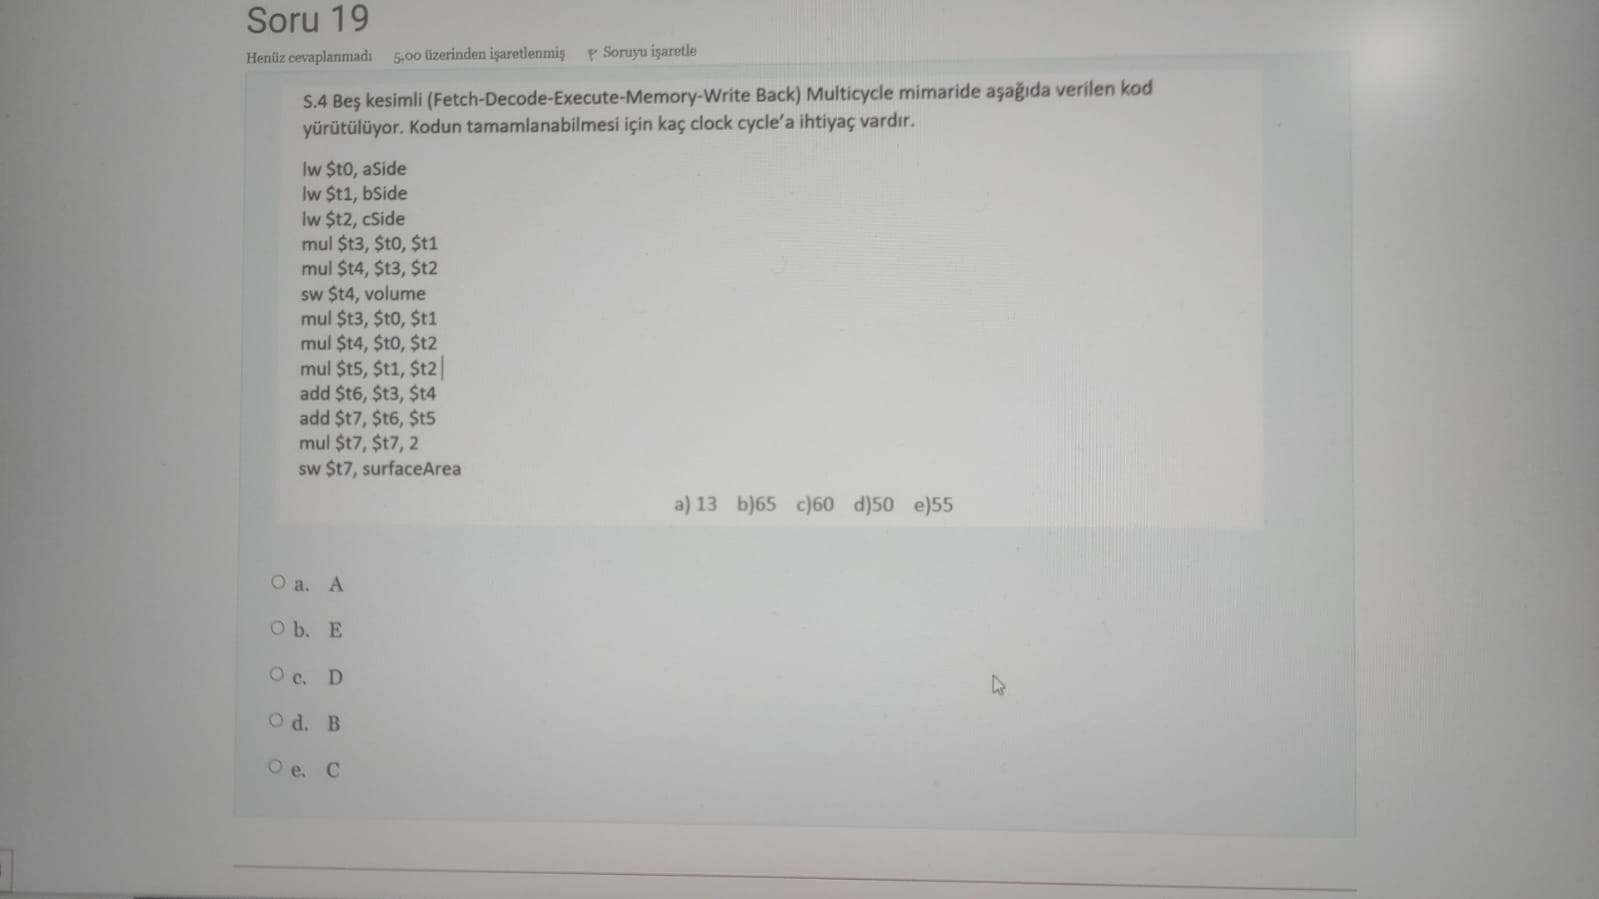 Soru 19
Henüz cevaplanmadı 5,00 üzerinden işaretlenmiş Soruyu işaretle
S.4 Beş kesimli (Fetch-Decode-Execute-Memory-Write Back) Multicycle mimaride aşağıda verilen kod
yürütülüyor. Kodun tamamlanabilmesi için kaç clock cycle'a ihtiyaç vardır.
lw $t0, aSide
lw $t1, bSide
lw $t2, cSide
mul $t3, $t0, $t1
mul $t4, $t3, $t2
sw $t4, volume
mul $t3, $t0, $t1
mul $t4, $t0, $t2
mul $t5, $t1, $t2
add $t6, $t3, $t4
add $t7, $t6, $t5
mul $t7, $t7, 2
sw $t7, surfaceArea
a) 13 b)65 c)60 d)50 e)55
a. A
b. E
c. D
d. B
e. C